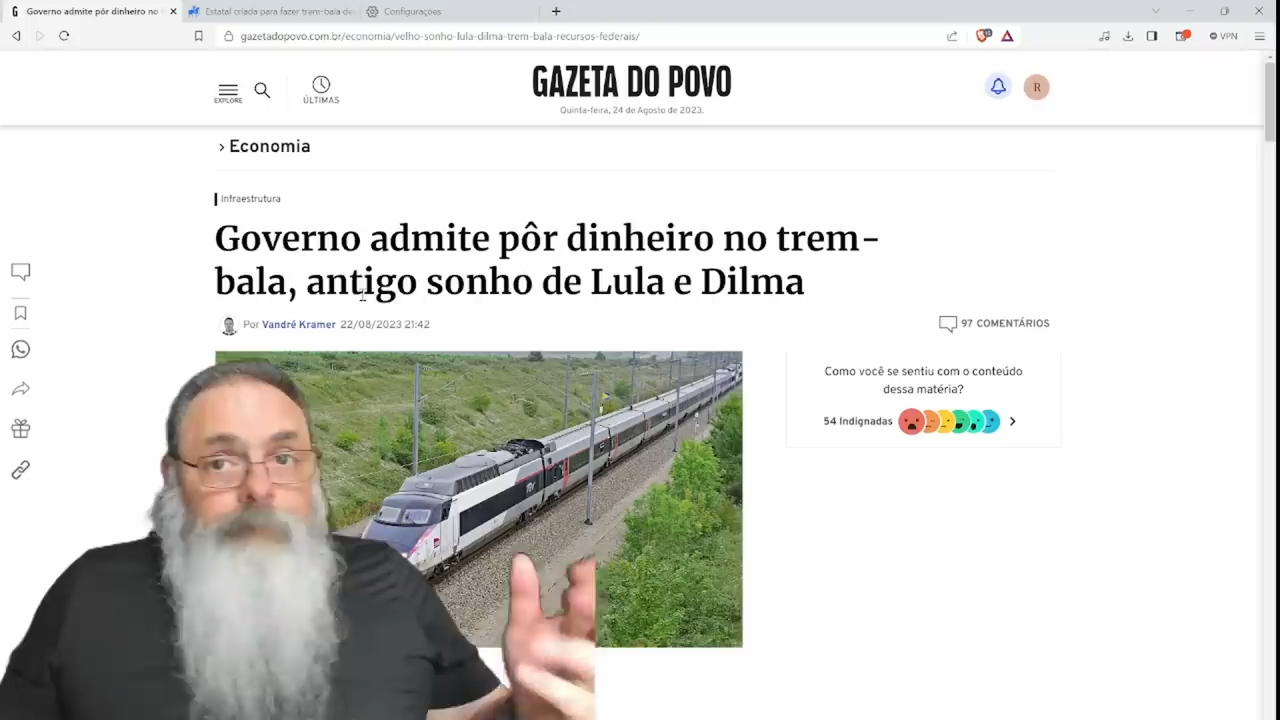 Governo admite pôr dinheiro no
Estatal criada para fazer trem-bala de
Configurações
gazetadopovo.com.br/economia/velho-sonho-lula-dilma-trem-bala-recursos-federais/
VPN
EXPLORE
ÚLTIMAS
GAZETA DO POVO
Quinta-feira, 24 de Agosto de 2023.
R
› Economia
Infraestrutura
Governo admite pôr dinheiro no trem-
bala, antigo sonho de Lula e Dilma
Por Vandré Kramer 22/08/2023 21:42
97 COMENTÁRIOS
Como você se sentiu com o conteúdo
dessa matéria?
54 Indignadas